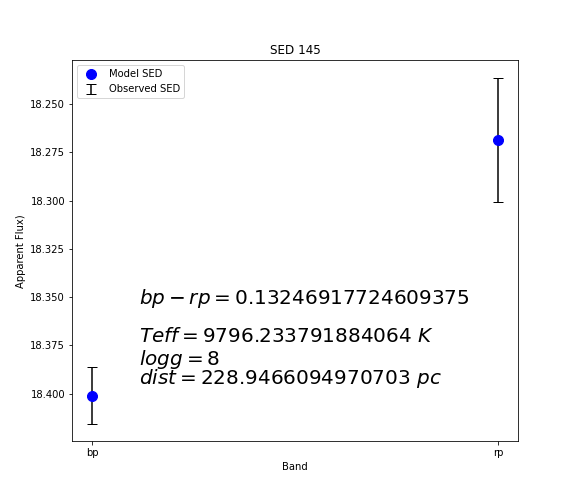 SED 145
Model SED
Observed SED
18.250
18.275
18.300
18.325
18.350
18.375
18.400
Apparent Flux)
bp − rp = 0.13246917724609375
Teff = 9796.233791884064 K
logg = 8
dist = 228.9466094970703 pc
bp
rp
Band